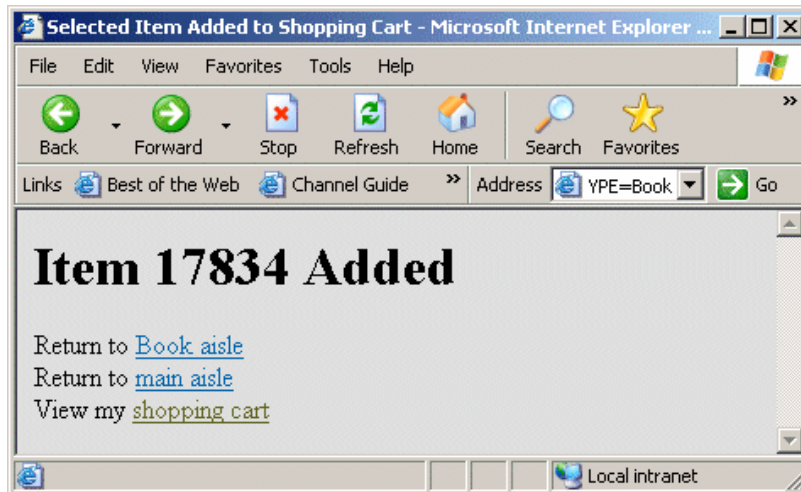 Selected Item Added to Shopping Cart - Microsoft Internet Explorer ...
File Edit View Favorites Tools Help
Back Forward Stop Refresh Home Search Favorites »
Links Best of the Web Channel Guide » Address YPE=Book Go
Item 17834 Added
Return to Book aisle
Return to main aisle
View my shopping cart
Local intranet